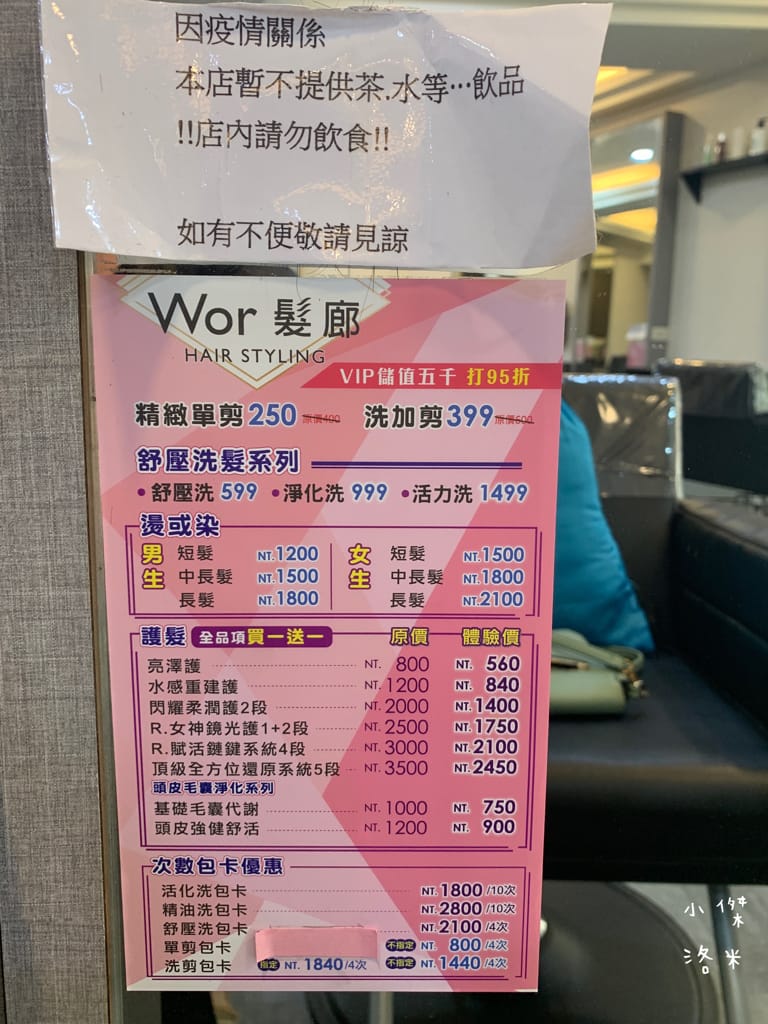 因疫情關係
本店暫不提供茶.水等…飲品
!!店內請勿飲食!!
如有不便敬請見諒
Wor 髮廊
HAIR STYLING
VIP儲值五千 打95折
精緻單剪250 原價400 洗加剪399 原價600
舒壓洗髮系列
•舒壓洗 599 •淨化洗 999 •活力洗 1499
燙或染
男生 女生
短髮 NT.1200 短髮 NT.1500
中長髮 NT.1500 中長髮 NT.1800
長髮 NT.1800 長髮 NT.2100
護髮 全品項買一送一 原價 體驗價
亮澤護 NT. 800 NT. 560
水感重建護 NT. 1200 NT. 840
閃耀柔潤護2段 NT. 2000 NT. 1400
R.女神鏡光護1+2段 NT. 2500 NT. 1750
R.賦活鏈鍵系統4段 NT. 3000 NT. 2100
頂級全方位還原系統5段 NT. 3500 NT. 2450
頭皮毛囊淨化系列
基礎毛囊代謝 NT. 1000 NT. 750
頭皮強健舒活 NT. 1200 NT. 900
次數包卡優惠
活化洗包卡 NT. 1800 /10次
精油洗包卡 NT. 2800 /10次
舒壓洗包卡 NT. 2100 /4次
單剪包卡 不指定 NT. 800 /4次
洗剪包卡 指定 NT. 1840/4次 不指定 NT. 1440 /4次
小傑
洛米